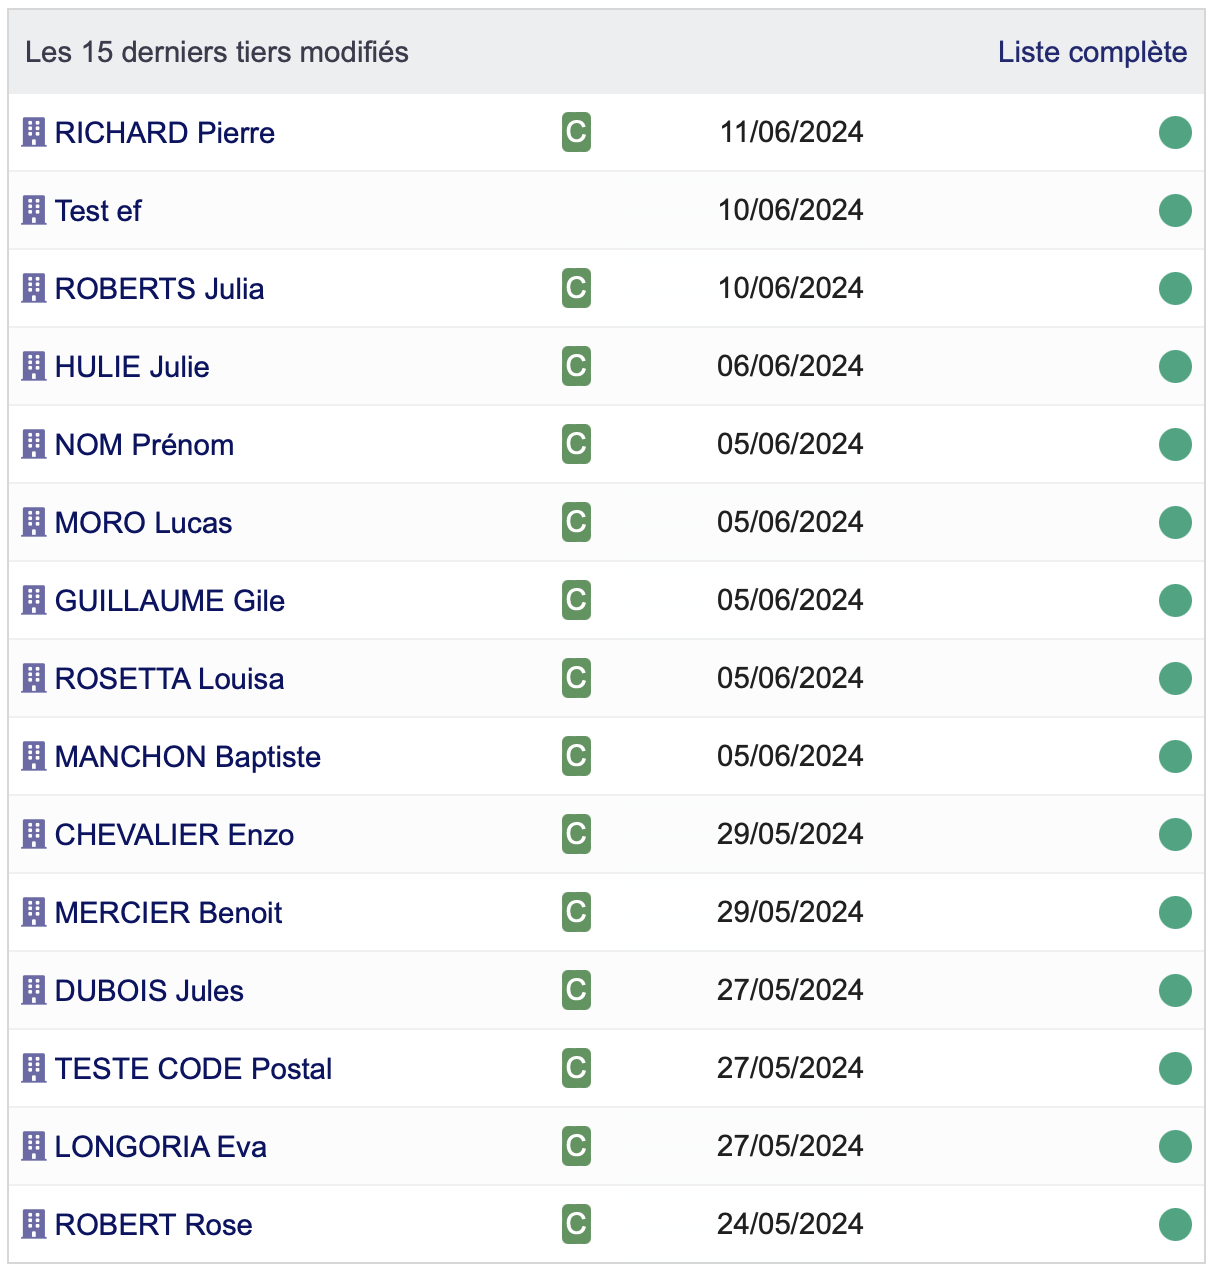 Les 15 derniers tiers modifiés Liste complète
RICHARD Pierre C 11/06/2024
Test ef 10/06/2024
ROBERTS Julia C 10/06/2024
HULIE Julie C 06/06/2024
NOM Prénom C 05/06/2024
MORO Lucas C 05/06/2024
GUILLAUME Gile C 05/06/2024
ROSETTA Louisa C 05/06/2024
MANCHON Baptiste C 05/06/2024
CHEVALIER Enzo C 29/05/2024
MERCIER Benoit C 29/05/2024
DUBOIS Jules C 27/05/2024
TESTE CODE Postal C 27/05/2024
LONGORIA Eva C 27/05/2024
ROBERT Rose C 24/05/2024